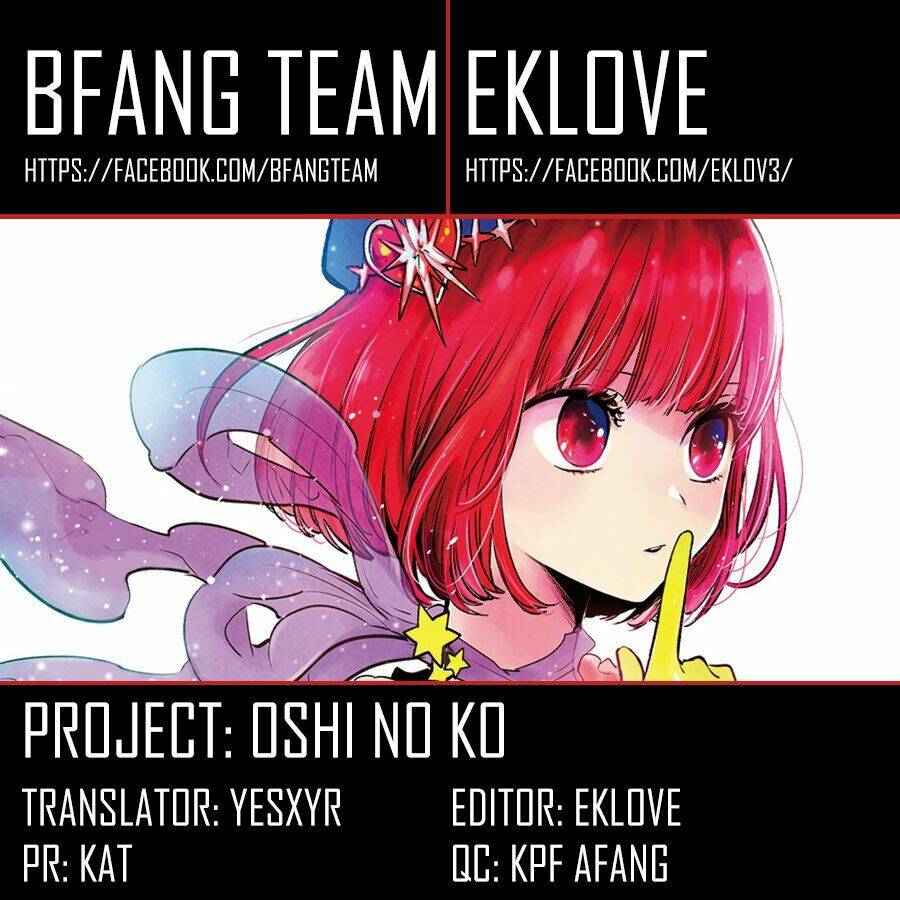 BFANG TEAM
HTTPS://FACEBOOK.COM/BFANGTEAM
EKLOVE
HTTPS://FACEBOOK.COM/EKLOV3/
PROJECT: OSHI NO KO
TRANSLATOR: YESXYR
EDITOR: EKLOVE
PR: KAT
QC: KPF AFANG